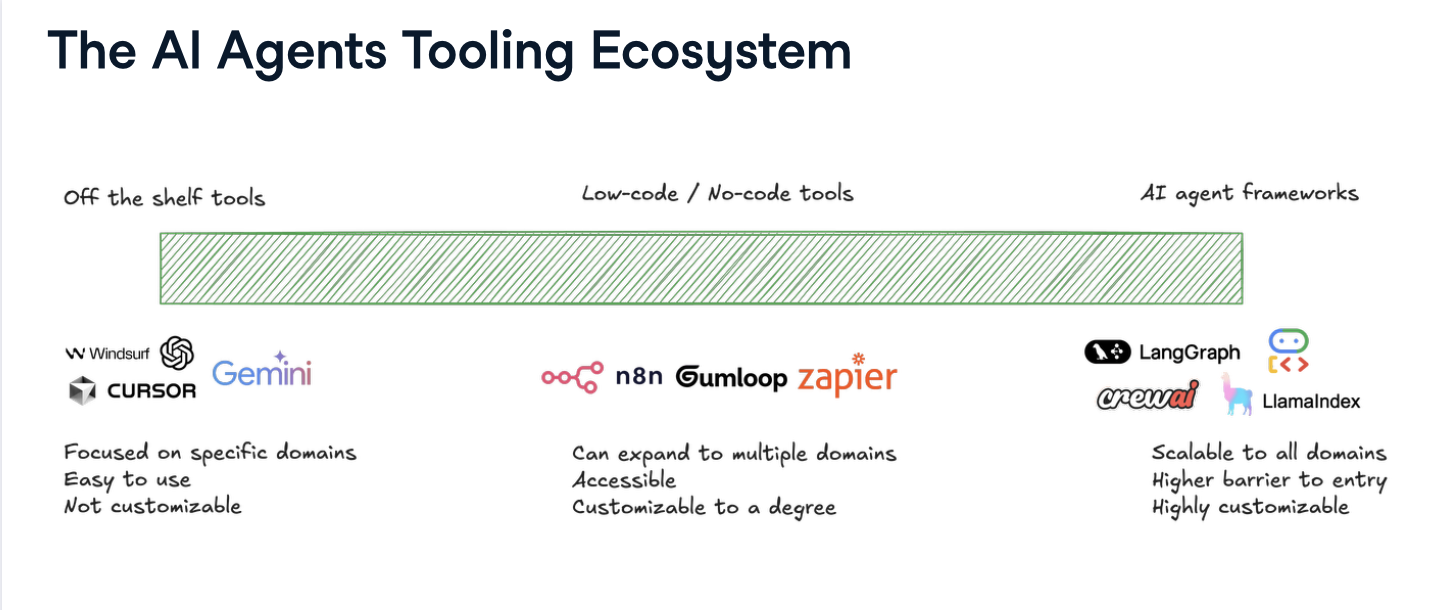 The AI Agents Tooling Ecosystem
Off the shelf tools
Low-code / No-code tools
AI agent frameworks
Windsurf
CURSOR
Gemini
n8n
Gumloop
zapier
LangGraph
crewai
LlamaIndex
Focused on specific domains
Easy to use
Not customizable
Can expand to multiple domains
Accessible
Customizable to a degree
Scalable to all domains
Higher barrier to entry
Highly customizable